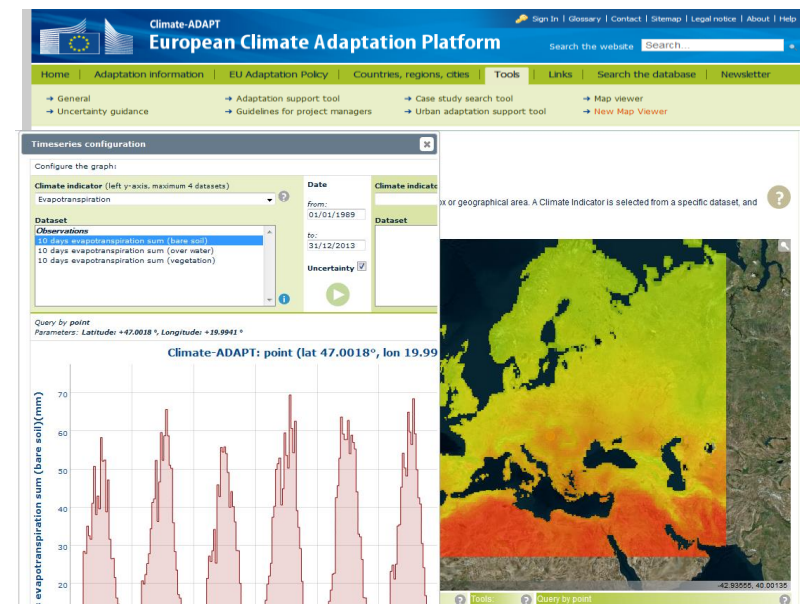 Climate-ADAPT
European Climate Adaptation Platform
Sign In | Glossary | Contact | Sitemap | Legal notice | About | Help
Search the website Search...
Home | Adaptation information | EU Adaptation Policy | Countries, regions, cities | Tools | Links | Search the database | Newsletter
→ General → Adaptation support tool → Case study search tool → Map viewer
→ Uncertainty guidance → Guidelines for project managers → Urban adaptation support tool → New Map Viewer
Timeseries configuration
Configure the graph:
Climate indicator (left y-axis, maximum 4 datasets)
Evapotranspiration
Dataset
Observations
10 days evapotranspiration sum (bare soil)
10 days evapotranspiration sum (over water)
10 days evapotranspiration sum (vegetation)
Date
from:
01/01/1989
to:
31/12/2013
Uncertainty
Climate indicato
Dataset
ox or geographical area. A Climate Indicator is selected from a specific dataset, and
Query by point
Parameters: Latitude: +47.0018 °, Longitude: +19.9941 °
Climate-ADAPT: point (lat 47.0018°, lon 19.99
evapotranspiration sum (bare soil)(mm)
70
60
50
40
30
20
-42.93555, 40.00135
Tools: Query by point